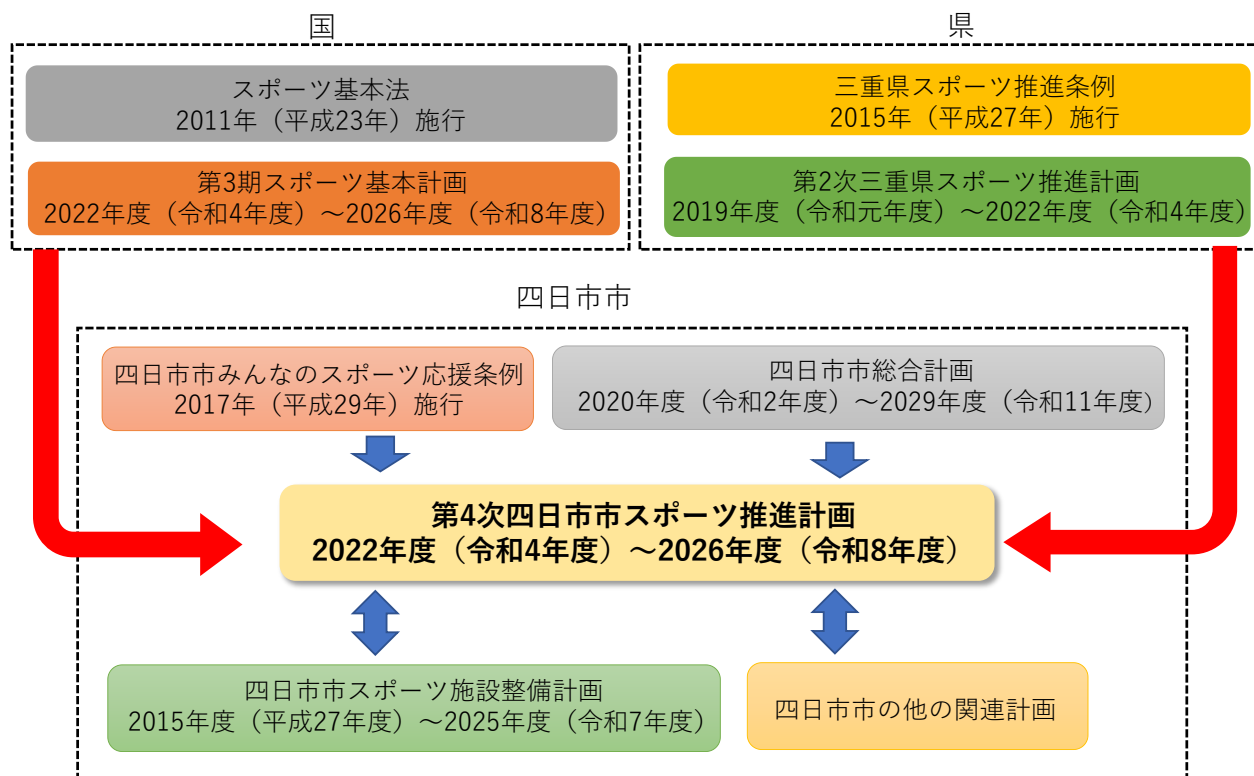 国
スポーツ基本法
2011年（平成23年）施行
第3期スポーツ基本計画
2022年度（令和4年度）～2026年度（令和8年度）
県
三重県スポーツ推進条例
2015年（平成27年）施行
第2次三重県スポーツ推進計画
2019年度（令和元年度）～2022年度（令和4年度）
四日市市
四日市市みんなのスポーツ応援条例
2017年（平成29年）施行
四日市市総合計画
2020年度（令和2年度）～2029年度（令和11年度）
第4次四日市市スポーツ推進計画
2022年度（令和4年度）～2026年度（令和8年度）
四日市市スポーツ施設整備計画
2015年度（平成27年度）～2025年度（令和7年度）
四日市市の他の関連計画